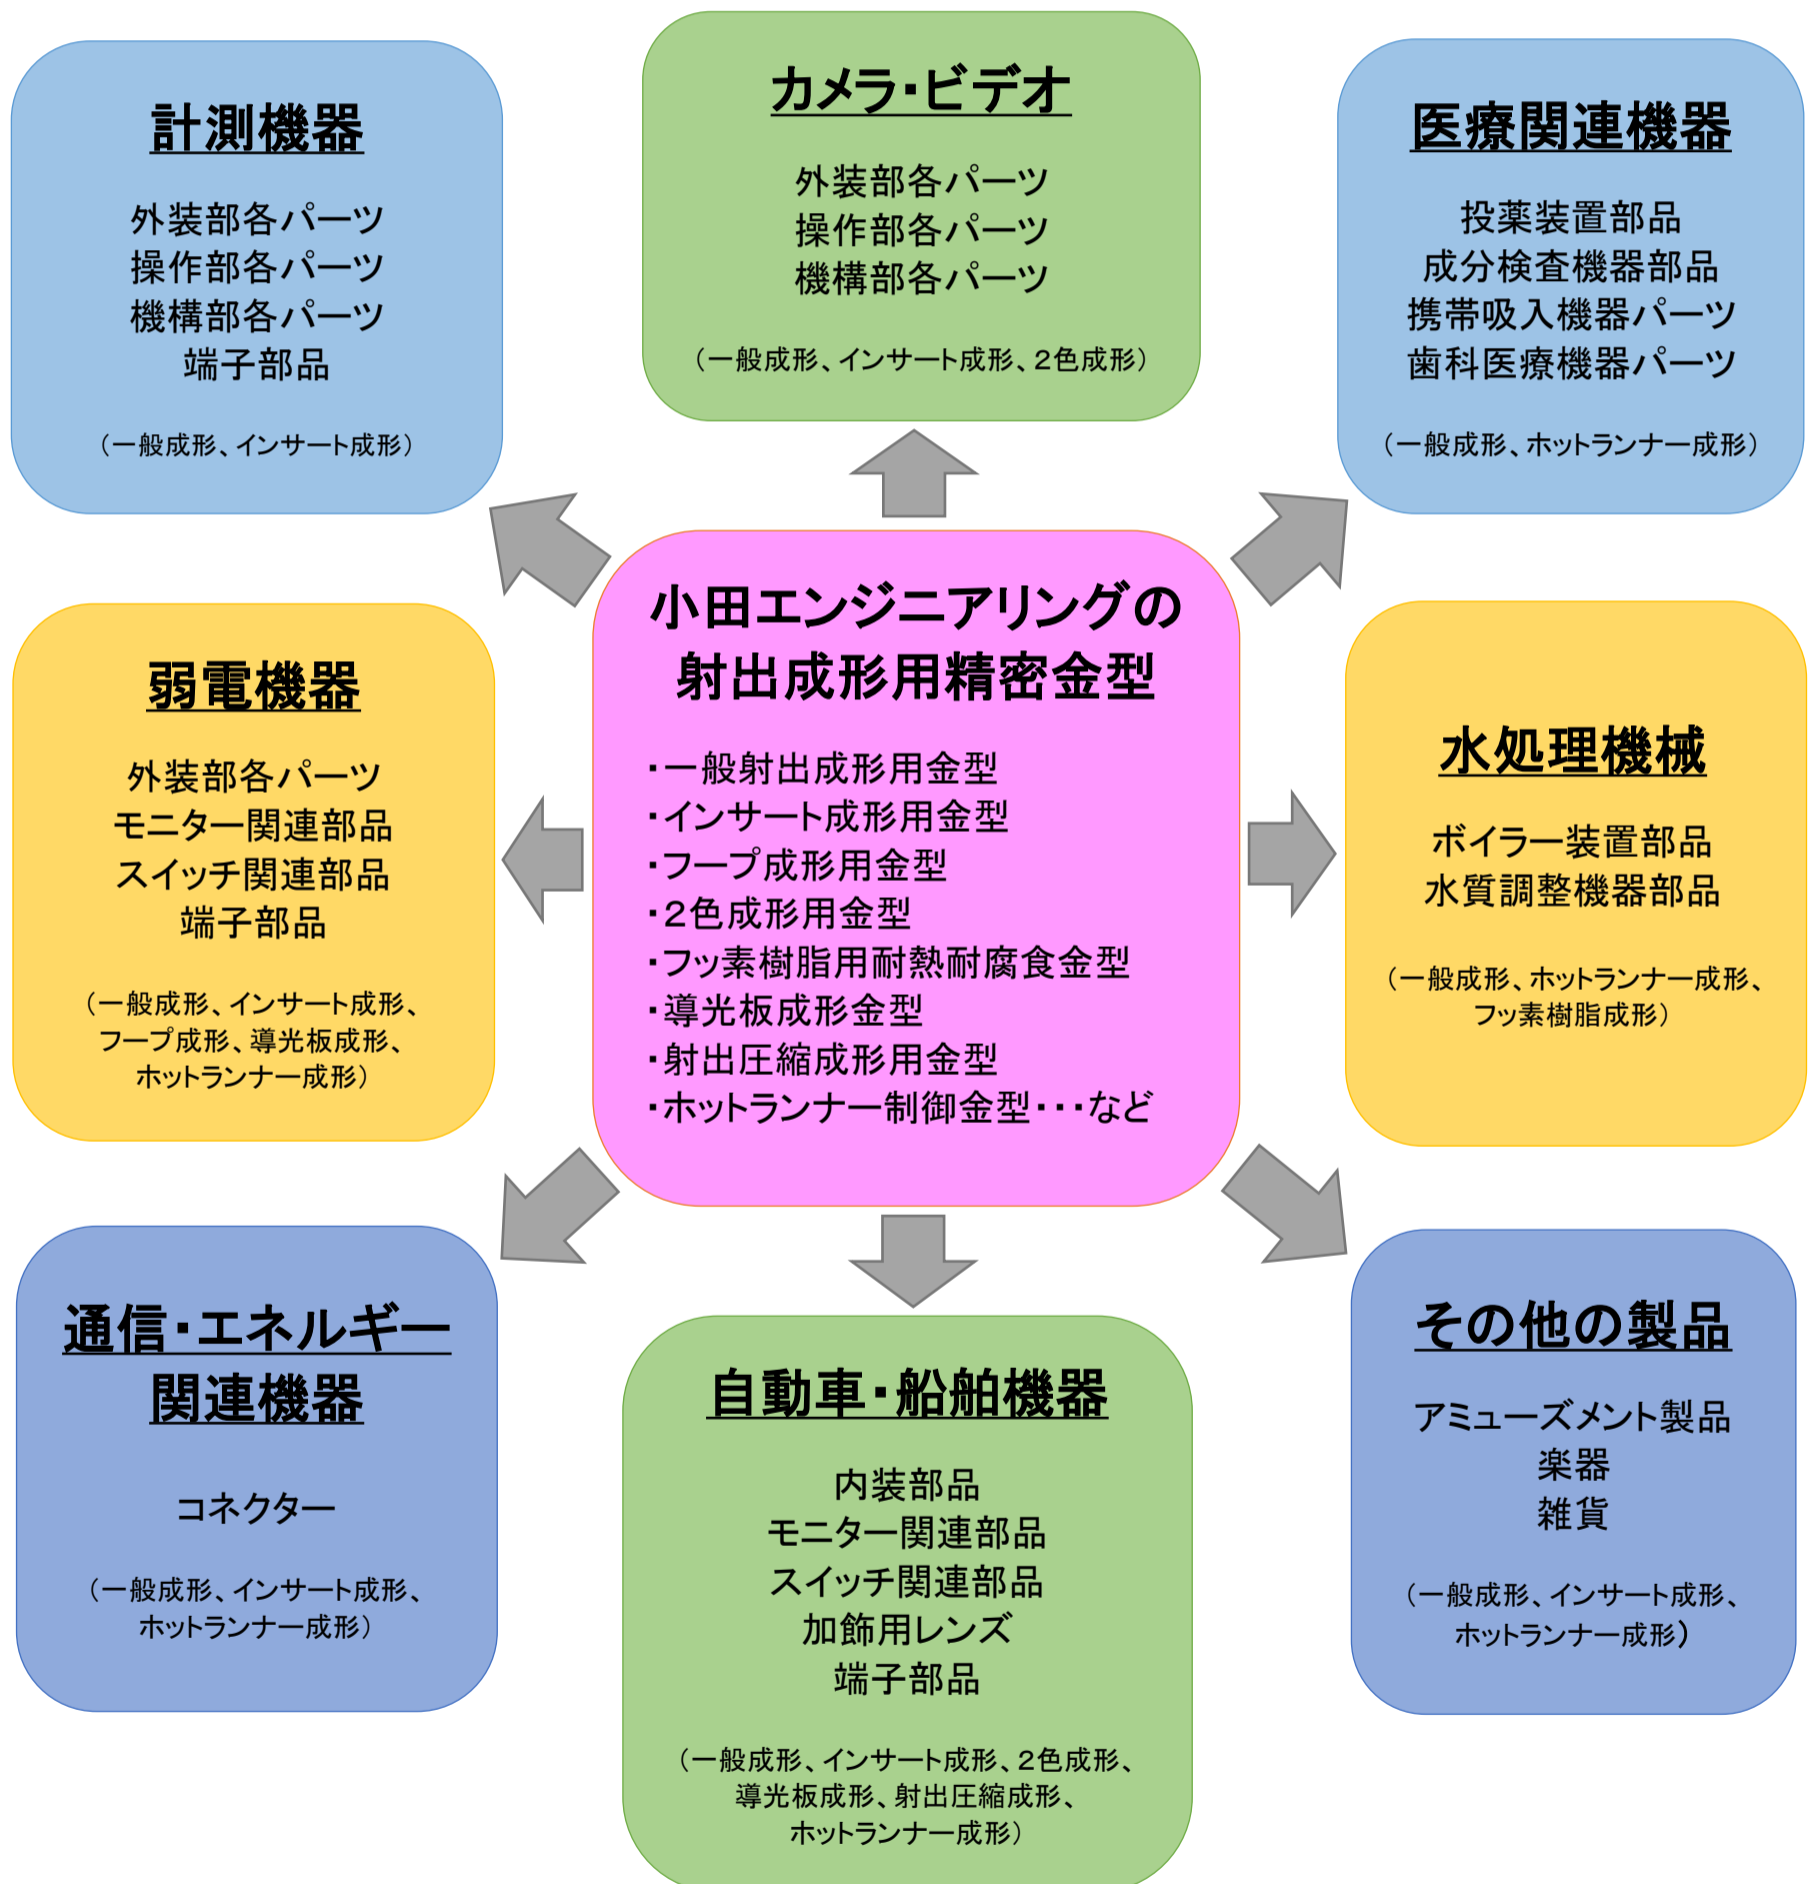 計測機器
外装部各パーツ
操作部各パーツ
機構部各パーツ
端子部品
（一般成形、インサート成形）
カメラ・ビデオ
外装部各パーツ
操作部各パーツ
機構部各パーツ
（一般成形、インサート成形、２色成形）
医療関連機器
投薬装置部品
成分検査機器部品
携帯吸入機器パーツ
歯科医療機器パーツ
（一般成形、ホットランナー成形）
弱電機器
外装部各パーツ
モニター関連部品
スイッチ関連部品
端子部品
（一般成形、インサート成形、
フープ成形、導光板成形、
ホットランナー成形）
小田エンジニアリングの
射出成形用精密金型
・一般射出成形用金型
・インサート成形用金型
・フープ成形用金型
・２色成形用金型
・フッ素樹脂用耐熱耐腐食金型
・導光板成形金型
・射出圧縮成形用金型
・ホットランナー制御金型・・・など
水処理機械
ボイラー装置部品
水質調整機器部品
（一般成形、ホットランナー成形、
フッ素樹脂成形）
通信・エネルギー
関連機器
コネクター
（一般成形、インサート成形、
ホットランナー成形）
自動車・船舶機器
内装部品
モニター関連部品
スイッチ関連部品
加飾用レンズ
端子部品
（一般成形、インサート成形、２色成形、
導光板成形、射出圧縮成形、
ホットランナー成形）
その他の製品
アミューズメント製品
楽器
雑貨
（一般成形、インサート成形、
ホットランナー成形）